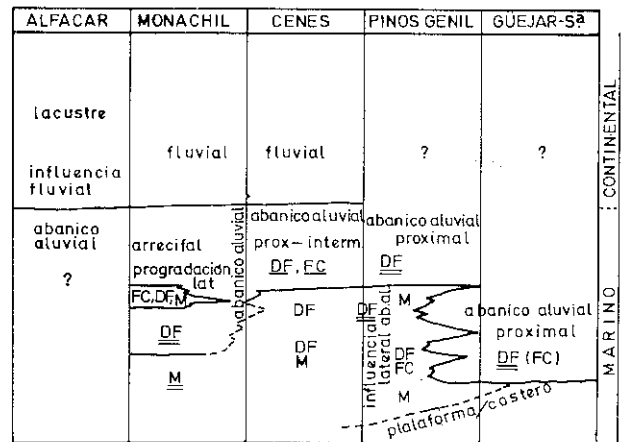 ALFACAR
MONACHIL
CENES
PINOS GENIL
GÜEJAR-Sª
lacustre
influencia
fluvial
abanico
aluvial
?
fluvial
arrecifal
progradación
lat
FC,DF,M
DF
M
abanico aluvial
fluvial
abanico aluvial
prox-interm.
DF, FC
DF
DF
M
?
abanico aluvial
proximal
DF
DF
M
influencia
lateral ab. al.
DF
FC
M
?
abanico aluvial
proximal
DF (FC)
plataforma/costero
CONTINENTAL
MARINO